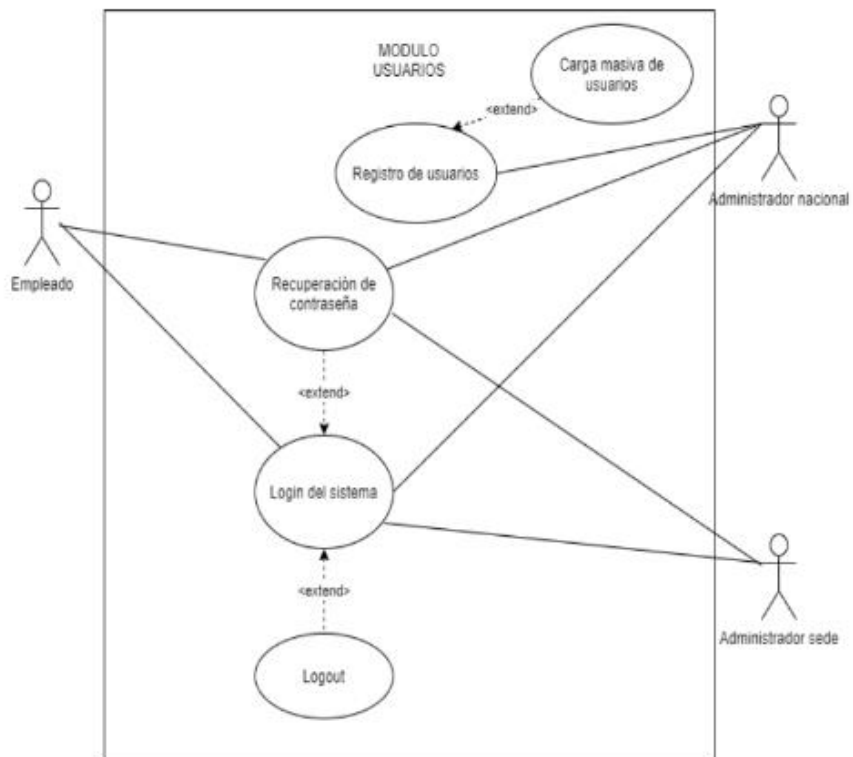 MODULO
USUARIOS
Carga masiva de
usuarios
<extend>
Registro de usuarios
Administrador nacional
Empleado
Recuperación de
contraseña
<extend>
Login del sistema
<extend>
Administrador sede
Logout